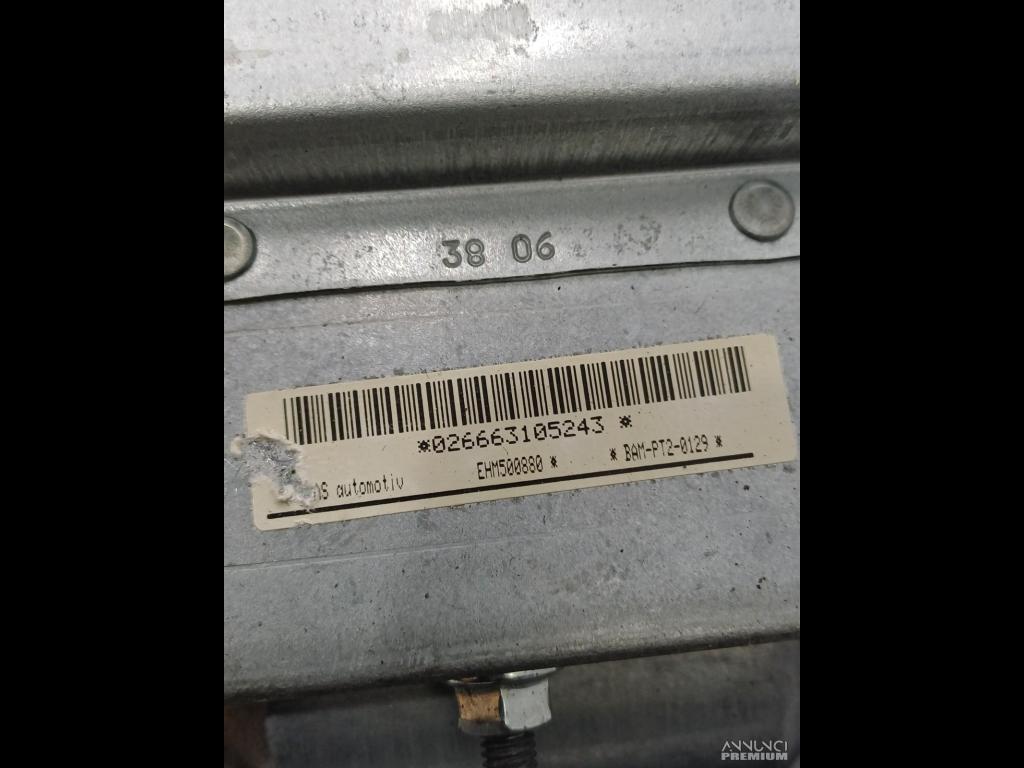 38 06
*026663105243 *
EHM500880 * * BAM-PT2-0129 *
automotiv
ANNUNCI
PREMIUM